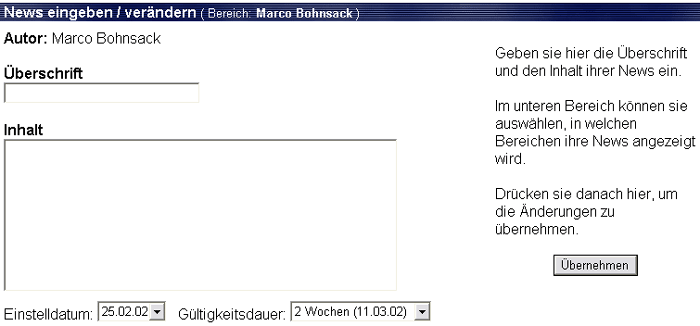 News eingeben / verändern ( Bereich: Marco Bohnsack )
Autor: Marco Bohnsack
Überschrift
Inhalt
Einstelldatum: 25.02.02 Gültigkeitsdauer: 2 Wochen (11.03.02)
Geben sie hier die Überschrift
und den Inhalt ihrer News ein.
Im unteren Bereich können sie
auswählen, in welchen
Bereichen ihre News angezeigt
wird.
Drücken sie danach hier, um
die Änderungen zu
übernehmen.
Übernehmen